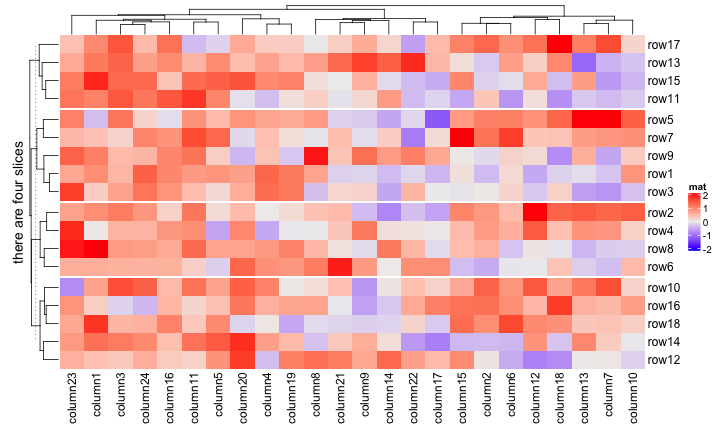 there are four slices
row17
row13
row15
row11
row5
row7
row9
row1
row3
row2
row4
row8
row6
row10
row16
row18
row14
row12
mat
2
1
0
-1
-2
column23
column1
column3
column24
column16
column11
column5
column20
column4
column19
column8
column21
column9
column14
column22
column17
column15
column2
column6
column12
column18
column13
column7
column10